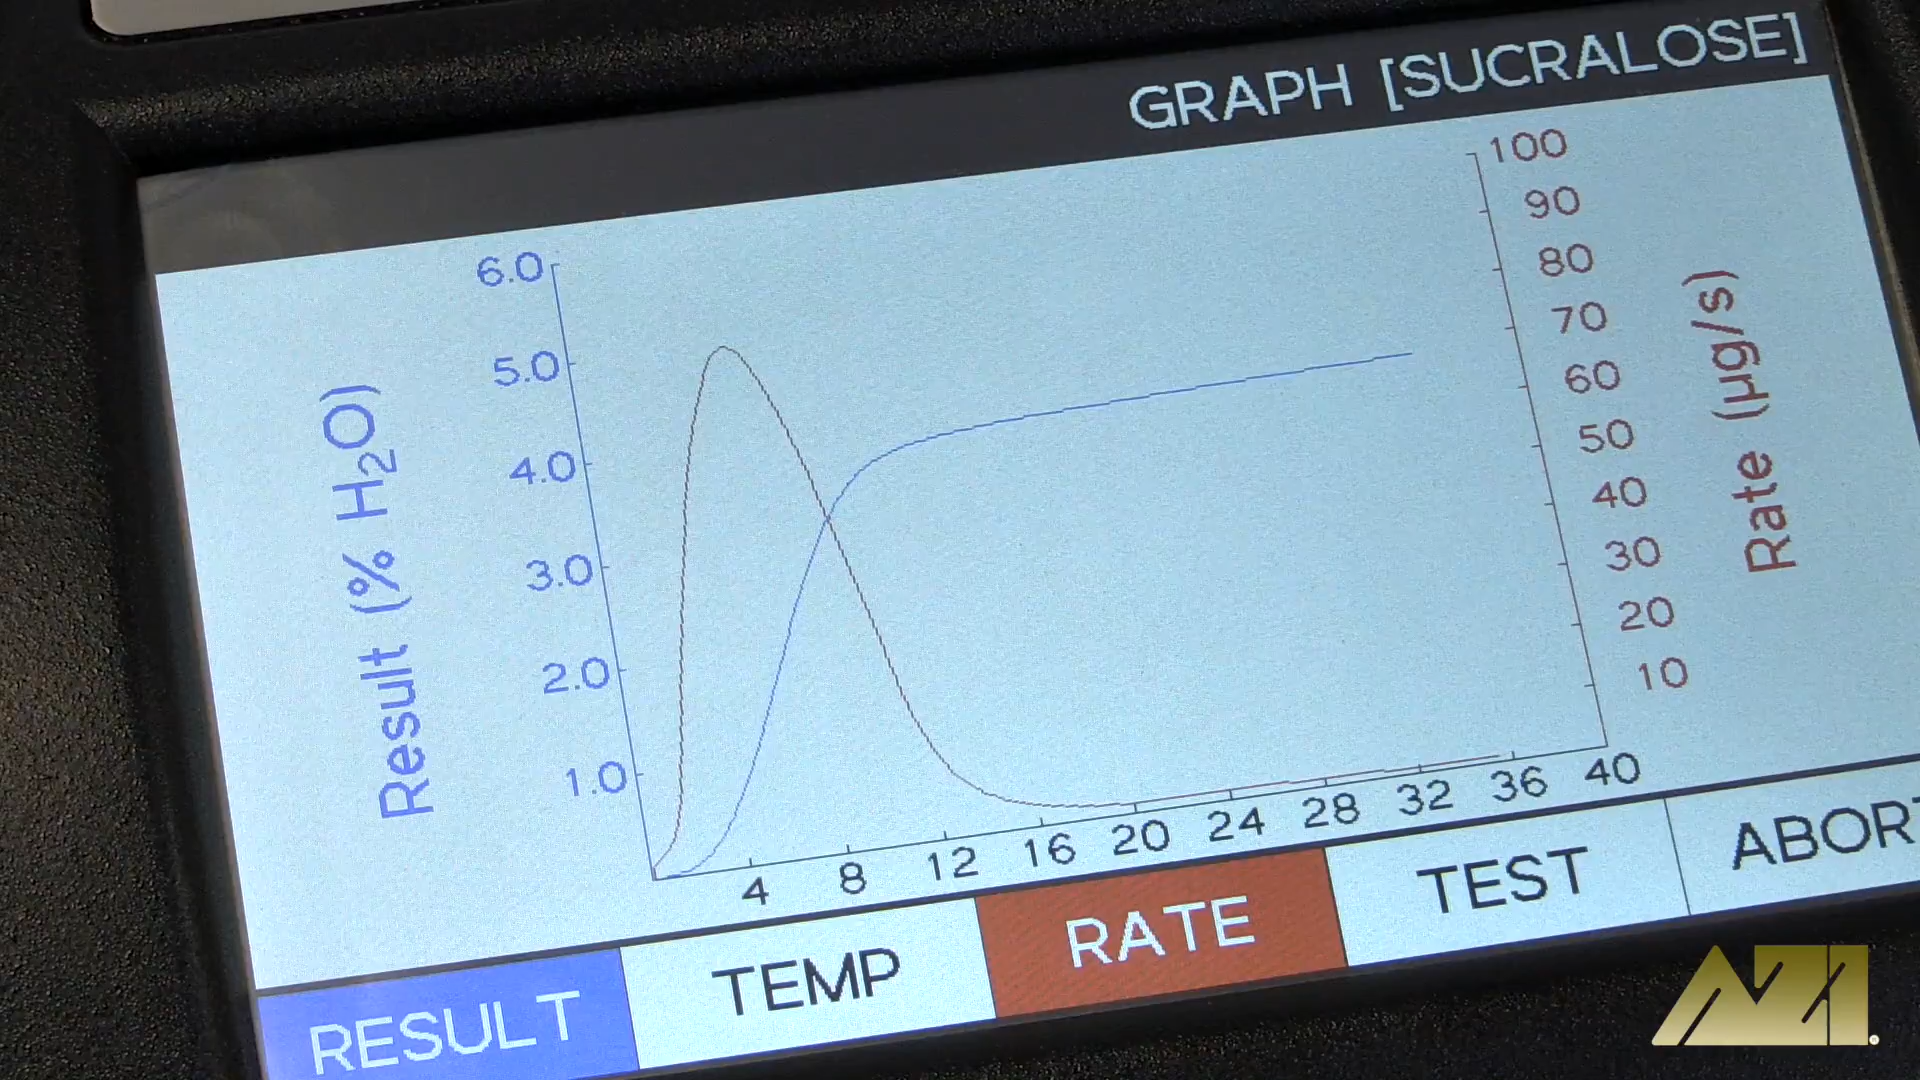 GRAPH [SUCRALOSE]
Result (% H₂O)
6.0
5.0
4.0
3.0
2.0
1.0
100
90
80
70
60
50
40
30
20
10
Rate (µg/s)
4 8 12 16 20 24 28 32 36 40
RESULT TEMP RATE TEST ABORT
AZI